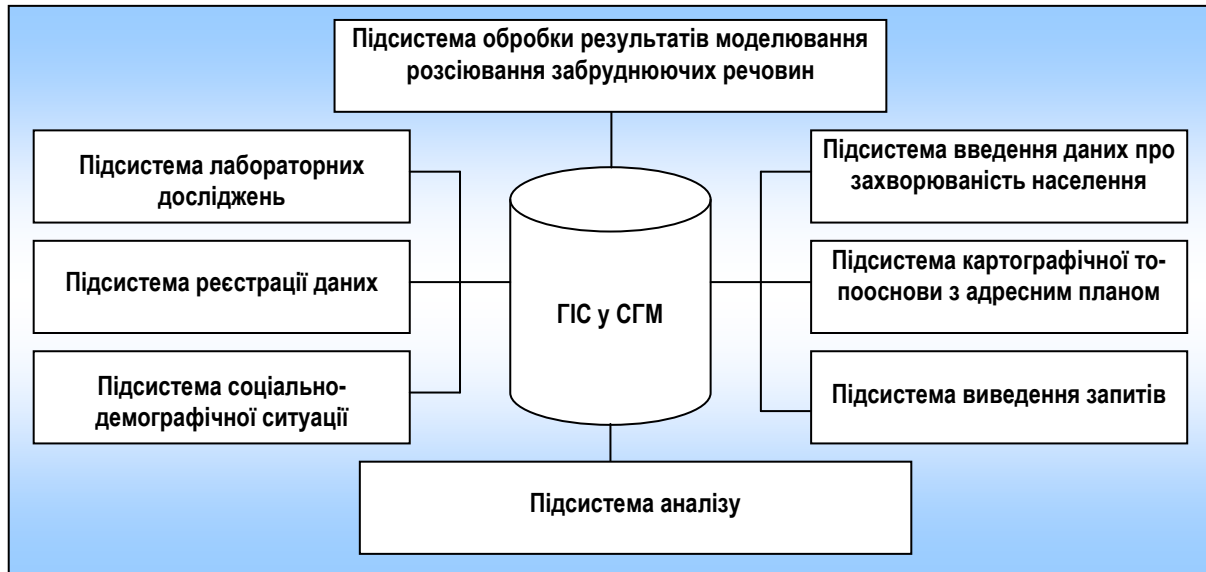 Підсистема обробки результатів моделювання
розсіювання забруднюючих речовин
Підсистема лабораторних
досліджень
Підсистема реєстрації даних
Підсистема соціально-
демографічної ситуації
ГІС у СГМ
Підсистема введення даних про
захворюваність населення
Підсистема картографічної то-
пооснови з адресним планом
Підсистема виведення запитів
Підсистема аналізу